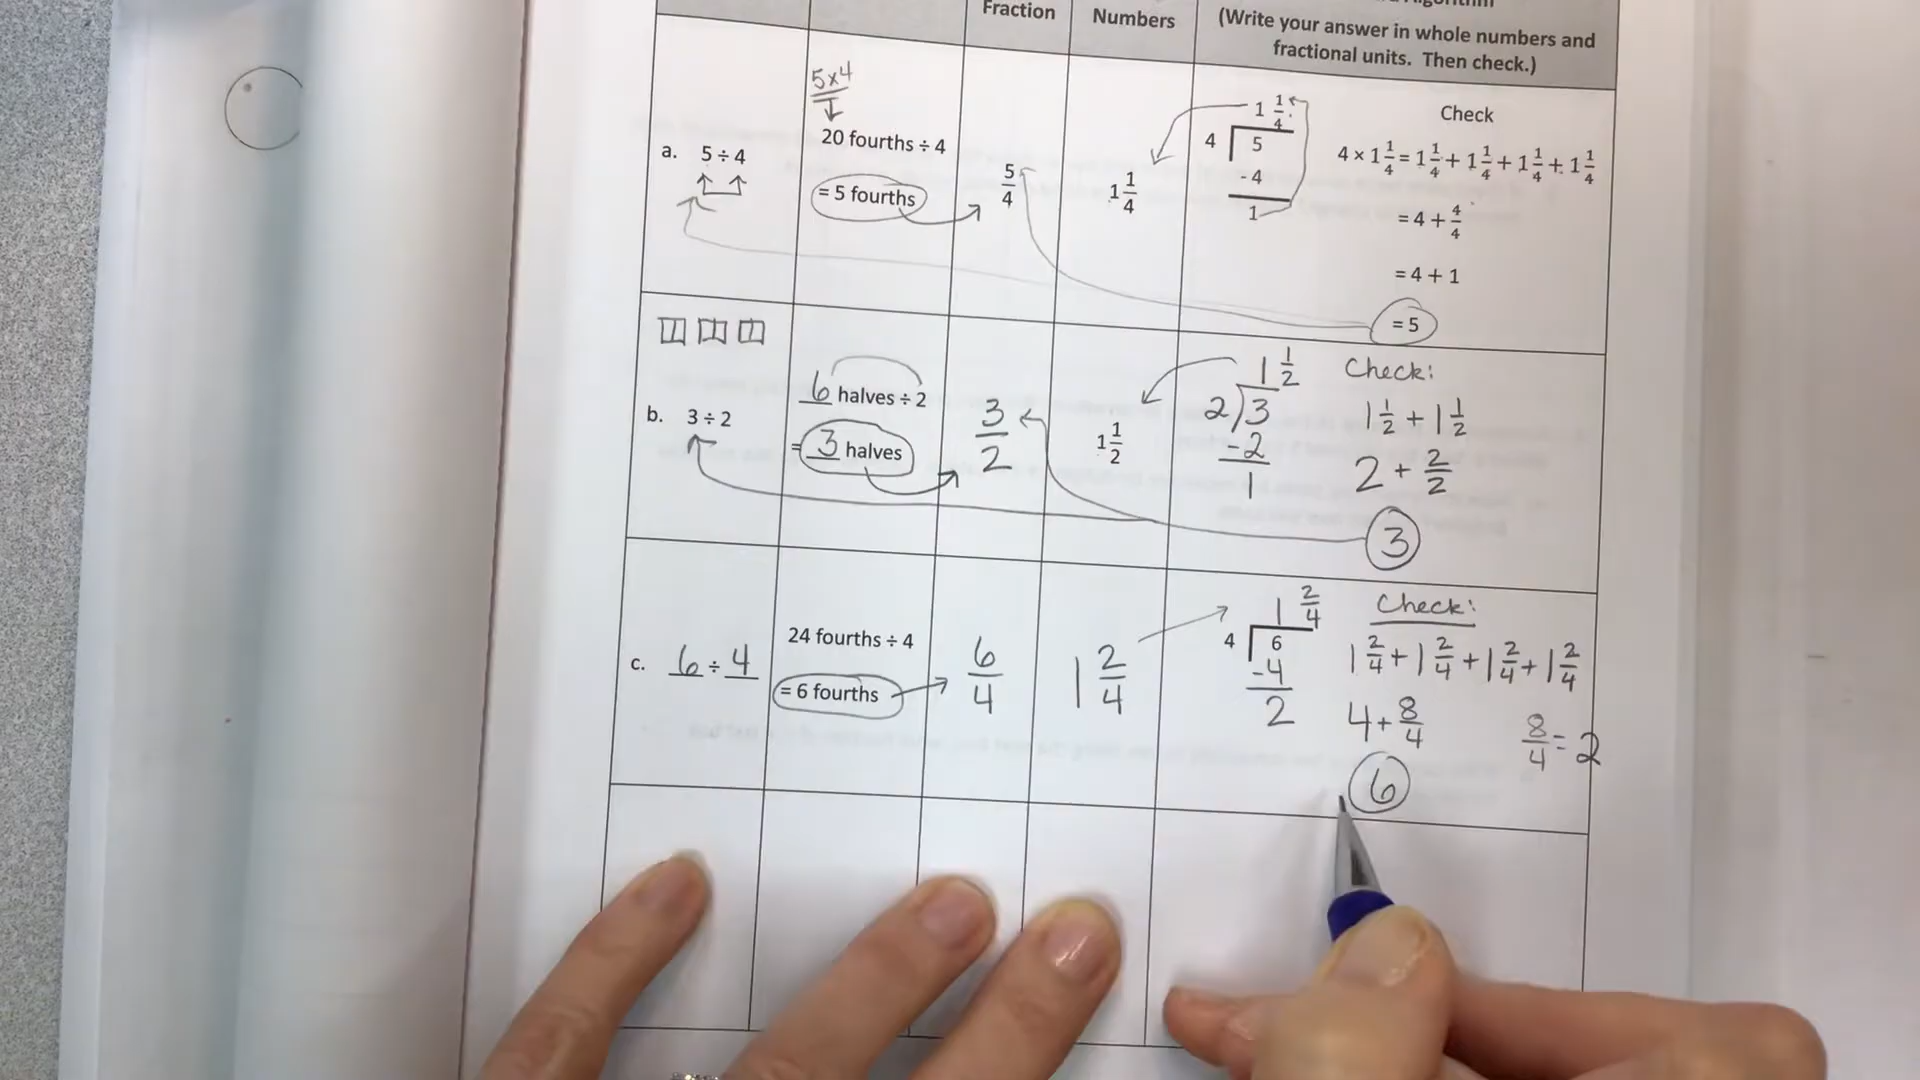 Fraction
Numbers
(Write your answer in whole numbers and
fractional units. Then check.)
a. 5 ÷ 4
5×4
20 fourths ÷ 4
= 5 fourths
5/4
1 1/4
1 1/4
4 5
- 4
1
Check
4 × 1 1/4 = 1 1/4 + 1 1/4 + 1 1/4 + 1 1/4
= 4 + 4/4
= 4 + 1
= 5
b. 3 ÷ 2
6 halves ÷ 2
= 3 halves
3/2
1 1/2
1 1/2
2)3
-2
1
Check:
1 1/2 + 1 1/2
2 + 2/2
3
c. 6 ÷ 4
24 fourths ÷ 4
= 6 fourths
6/4
1 2/4
1 2/4
4 6
-4
2
Check:
1 2/4 + 1 2/4 + 1 2/4 + 1 2/4
4 + 8/4
8/4 = 2
6